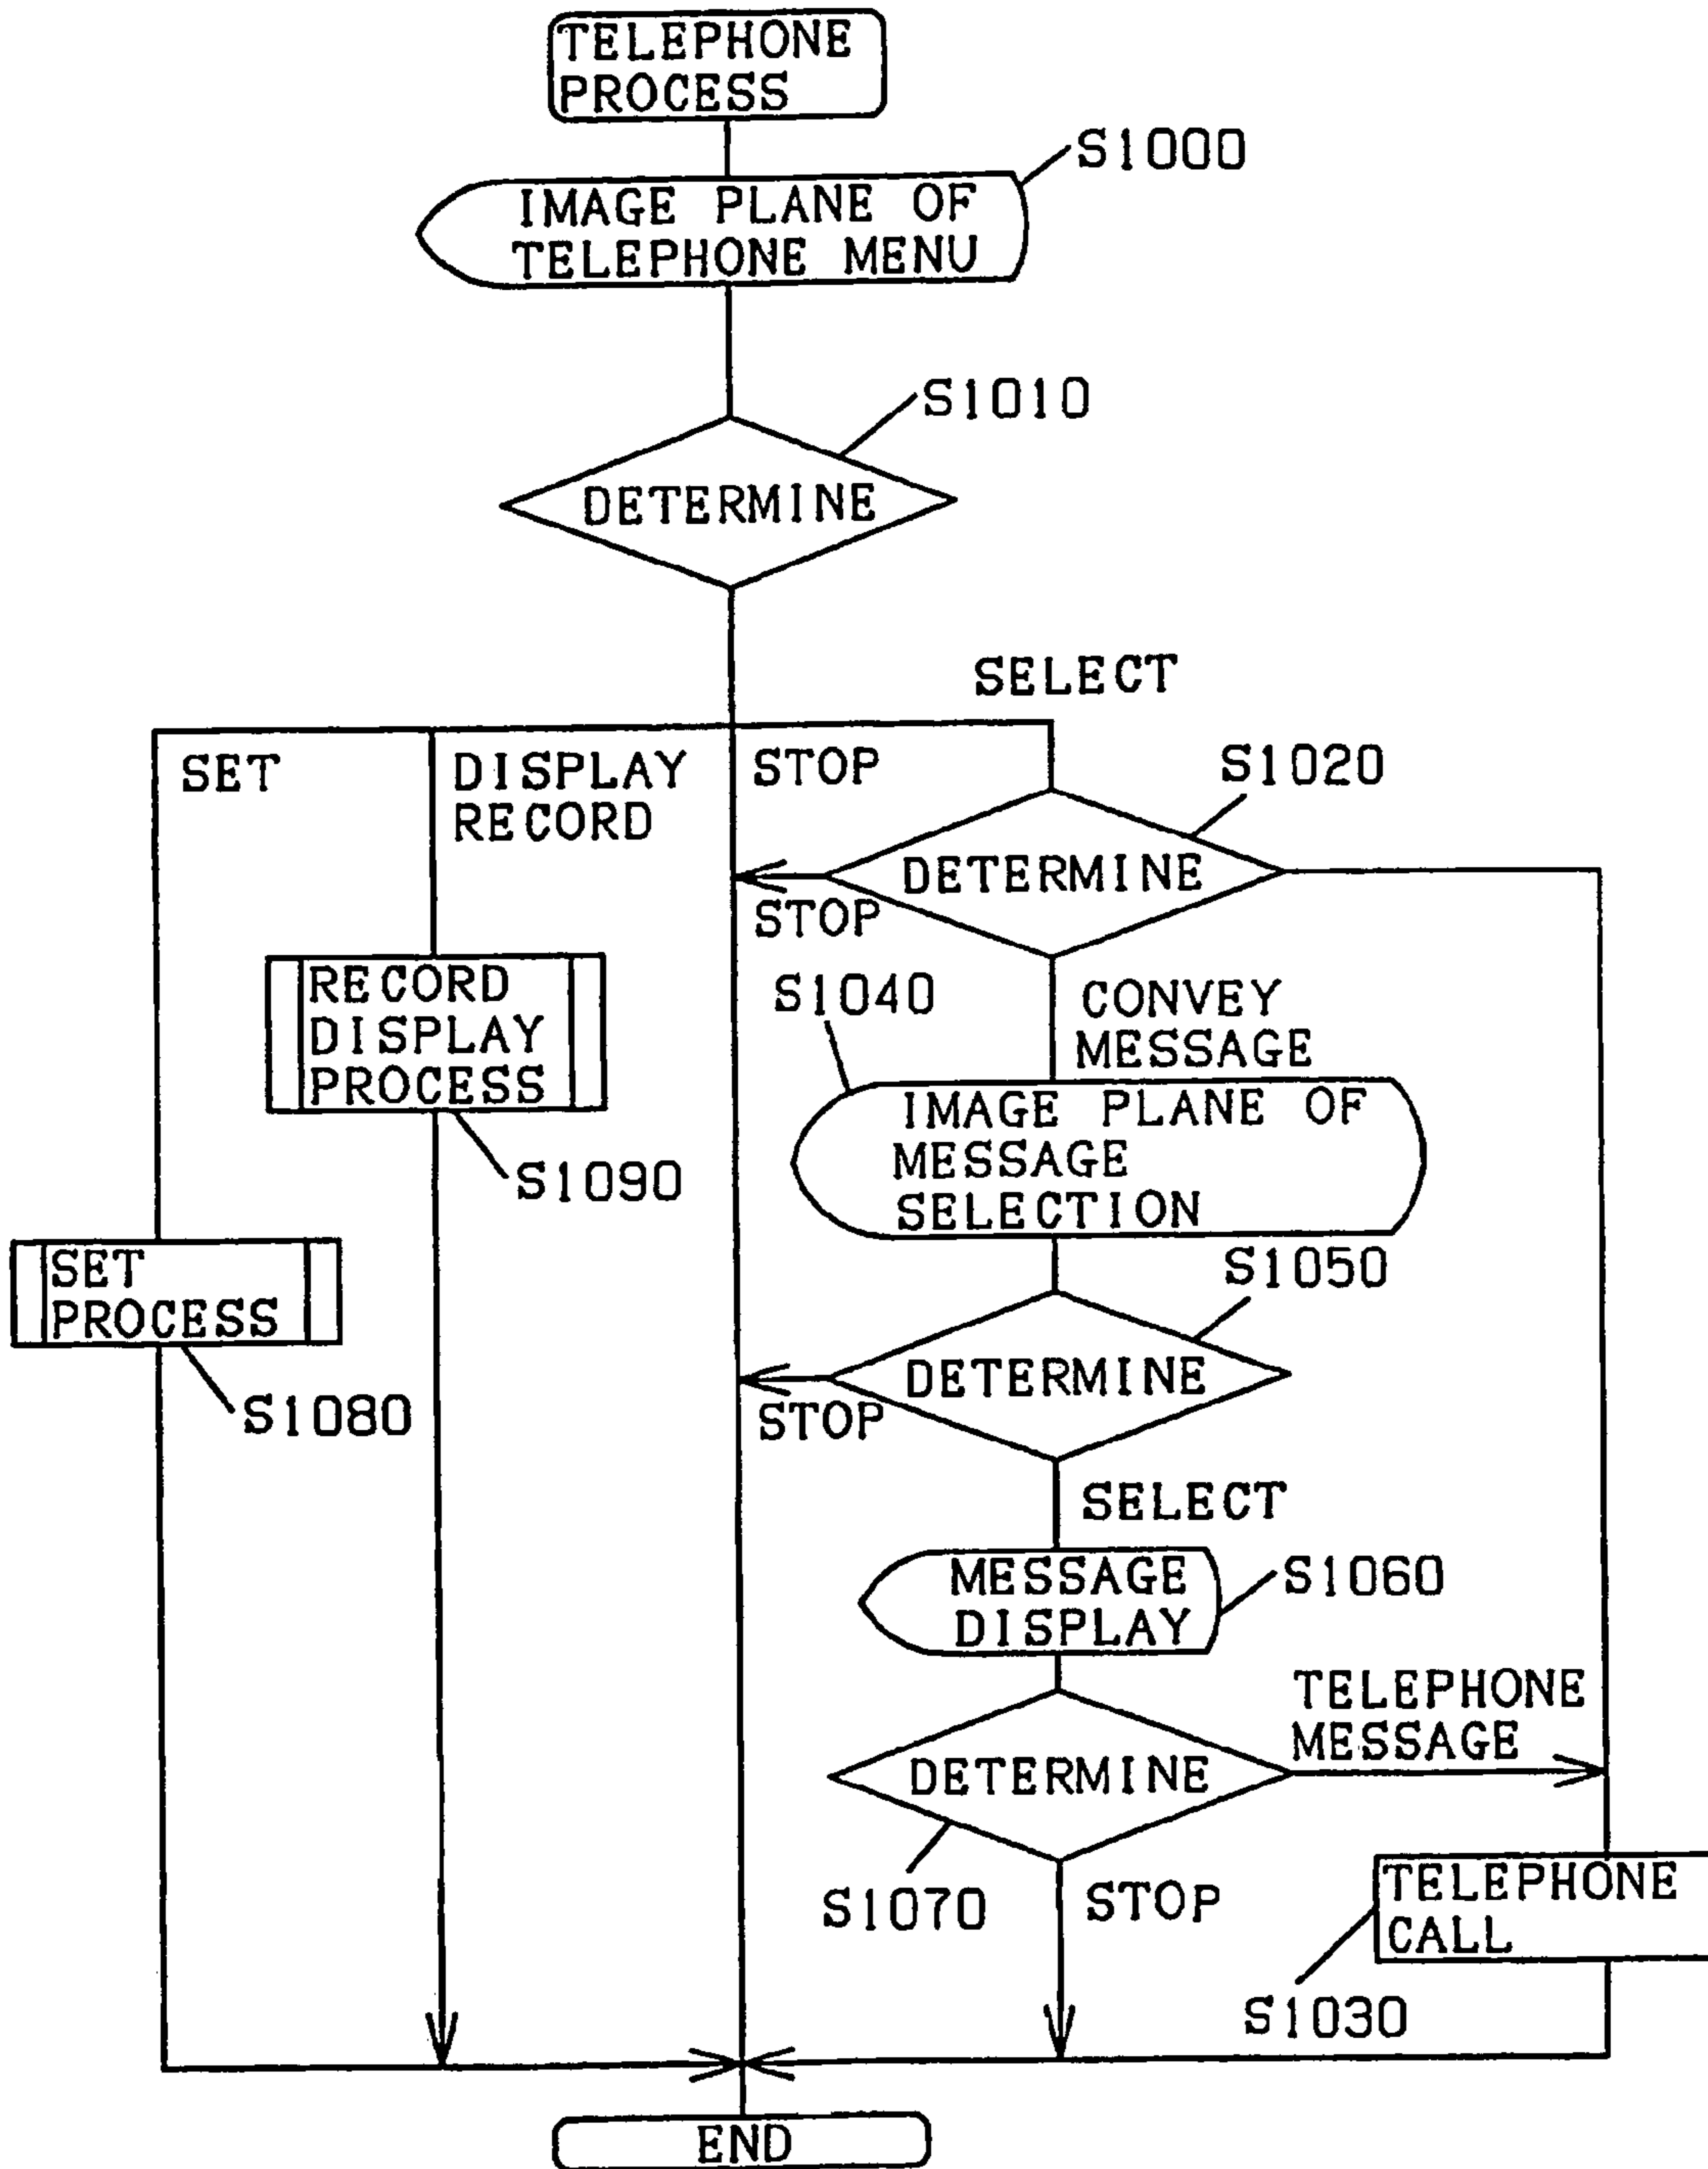 TELEPHONE
PROCESS
S1000
IMAGE PLANE OF
TELEPHONE MENU
S1010
DETERMINE
SELECT
SET
DISPLAY
RECORD
STOP
S1020
DETERMINE
STOP
RECORD
DISPLAY
PROCESS
S1090
S1040
CONVEY
MESSAGE
IMAGE PLANE OF
MESSAGE
SELECTION
SET
PROCESS
S1080
S1050
DETERMINE
STOP
SELECT
MESSAGE
DISPLAY
S1060
TELEPHONE
MESSAGE
DETERMINE
S1070
STOP
TELEPHONE
CALL
S1030
END